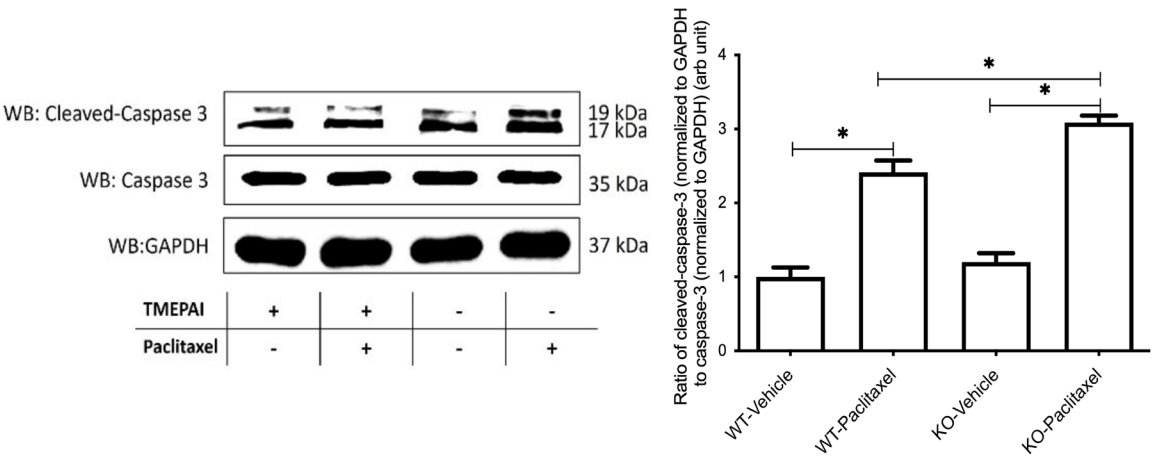 WB: Cleaved-Caspase 3
19 kDa
17 kDa
WB: Caspase 3
35 kDa
WB:GAPDH
37 kDa
TMEPAI + + - -
Paclitaxel - + - +
Ratio of cleaved-caspase-3 (normalized to GAPDH
to caspase-3 (normalized to GAPDH) (arb unit)
4
3
2
1
0
*
*
*
WT-Vehicle
WT-Paclitaxel
KO-Vehicle
KO-Paclitaxel